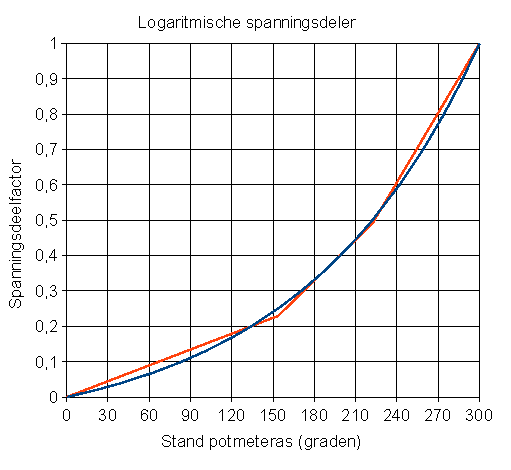 Logaritmische spanningsdeler
Spanningsdeelfactor
1
0,9
0,8
0,7
0,6
0,5
0,4
0,3
0,2
0,1
0
0 30 60 90 120 150 180 210 240 270 300
Stand potmeteras (graden)